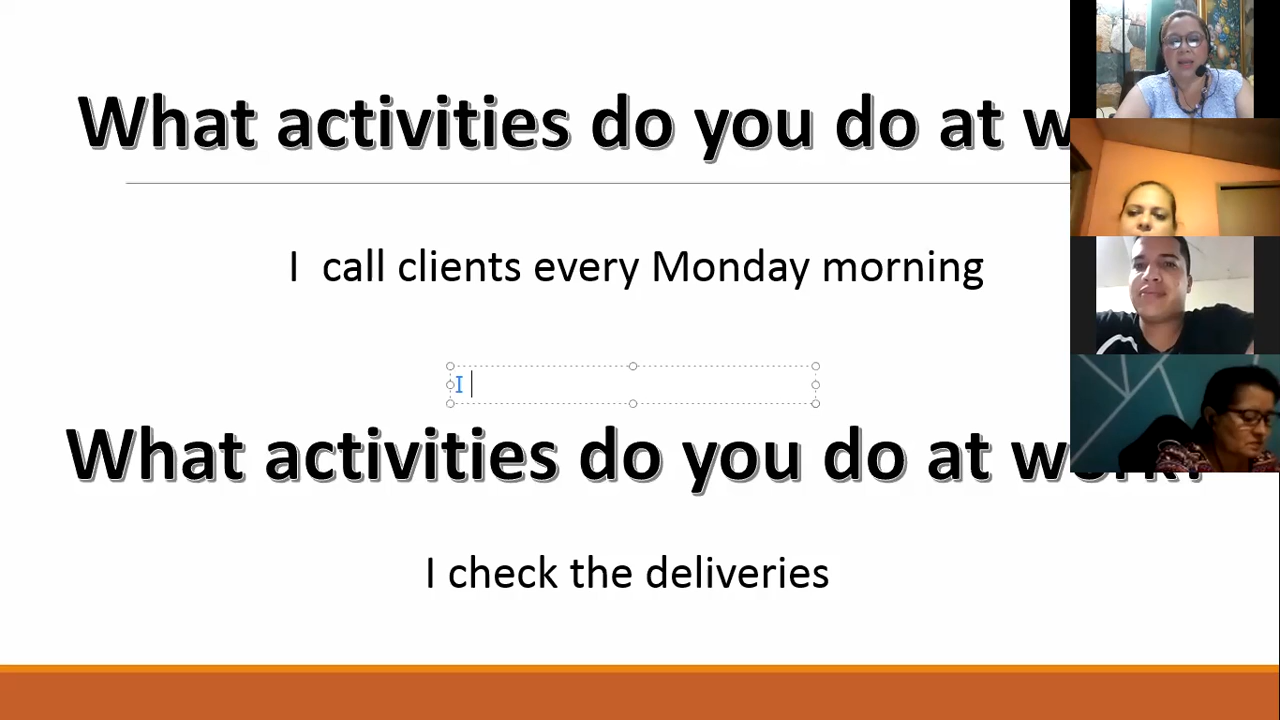 What activities do you do at
I call clients every Monday morning
I
What activities do you do at work?
I check the deliveries